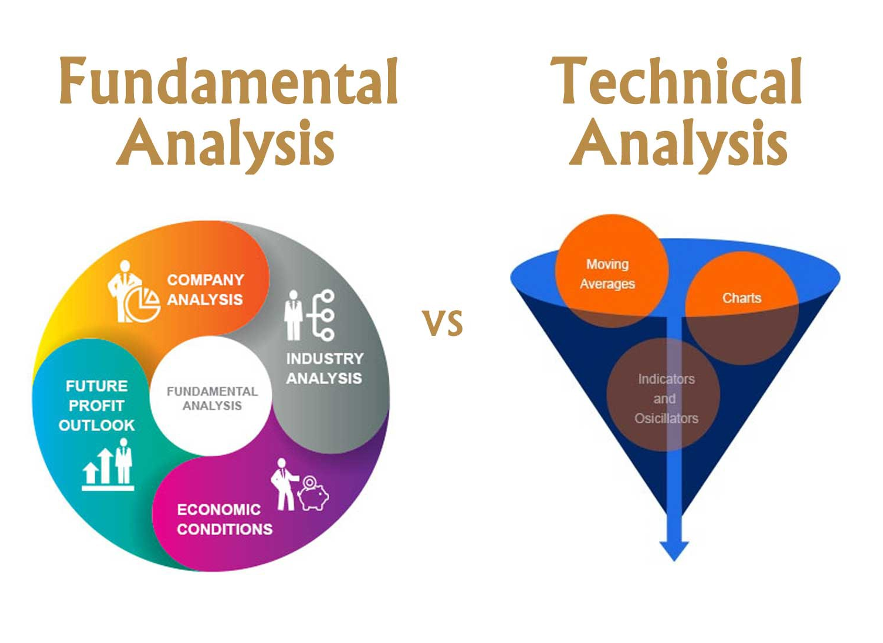 Fundamental
Analysis
Technical
Analysis
COMPANY
ANALYSIS
INDUSTRY
ANALYSIS
FUTURE
PROFIT
OUTLOOK
FUNDAMENTAL
ANALYSIS
ECONOMIC
CONDITIONS
vs
Moving
Averages
Charts
Indicators
and
Osicillators